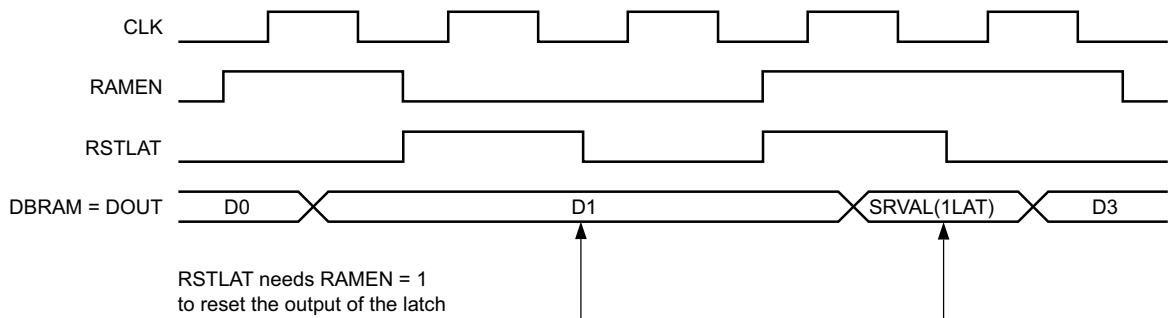 CLK
RAMEN
RSTLAT
DBRAM = DOUT D0 D1 SRVAL(1LAT) D3
RSTLAT needs RAMEN = 1
to reset the output of the latch